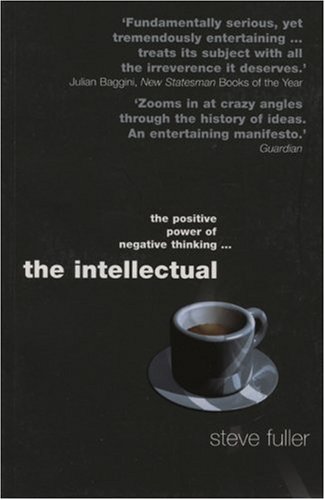 ‘Fundamentally serious, yet
tremendously entertaining ...
treats its subject with all
the irreverence it deserves.’
Julian Baggini, New Statesman Books of the Year
‘Zooms in at crazy angles
through the history of ideas.
An entertaining manifesto.’
Guardian
the positive
power of
negative thinking ...
the intellectual
steve fuller